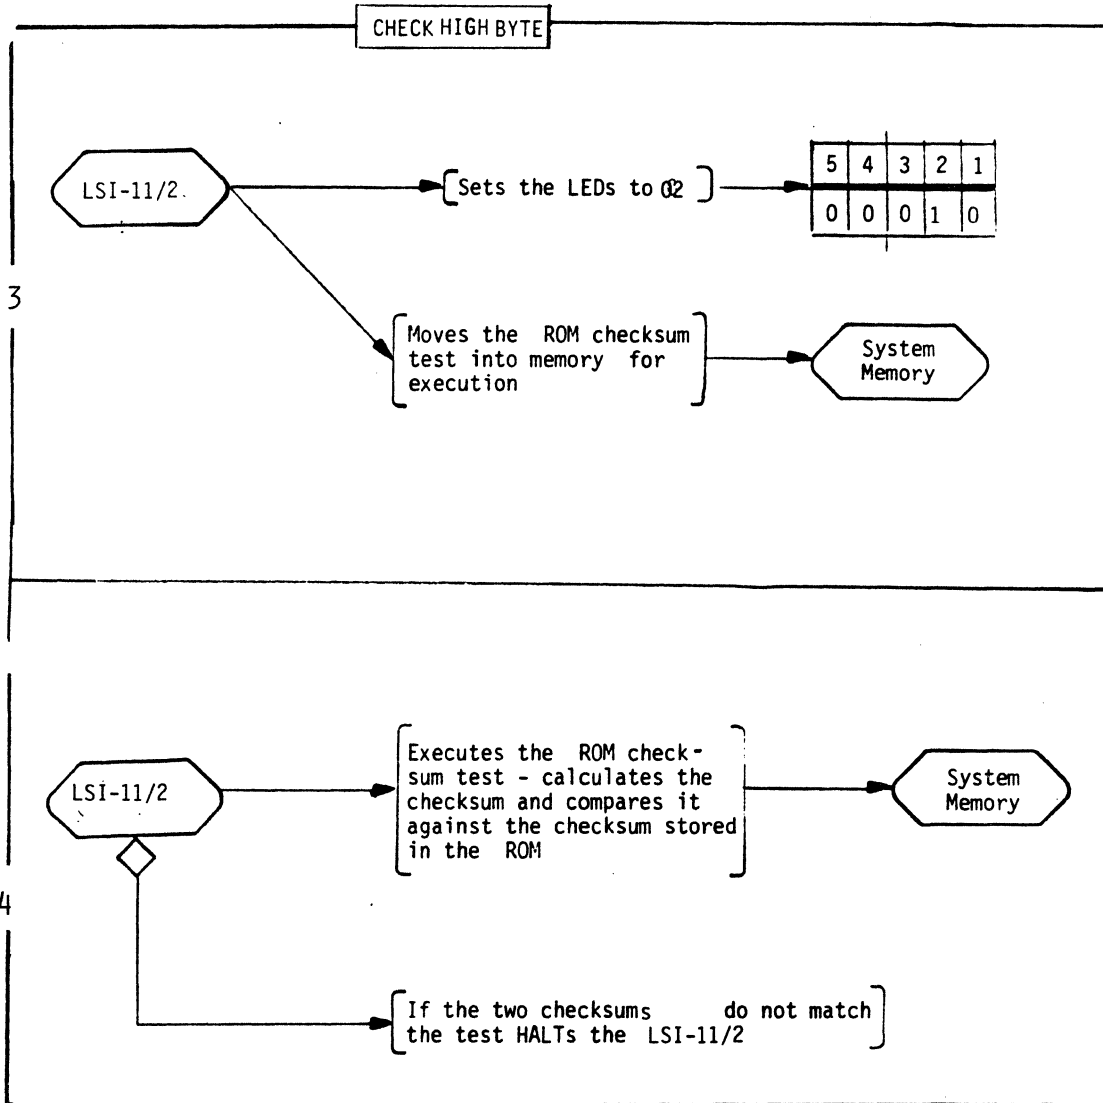 CHECK HIGH BYTE
LSI-11/2.
Sets the LEDs to 02
5 4 3 2 1
0 0 0 1 0
3
Moves the ROM checksum
test into memory for
execution
System
Memory
LSI-11/2
Executes the ROM check-
sum test - calculates the
checksum and compares it
against the checksum stored
in the ROM
System
Memory
4
If the two checksums do not match
the test HALTs the LSI-11/2